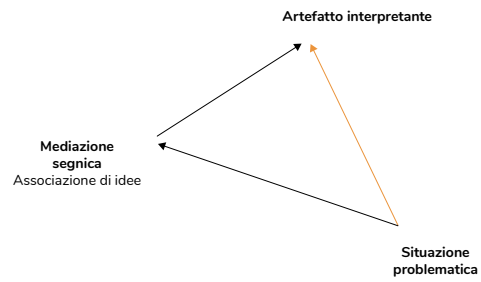 Artefatto interpretante
Mediazione
segnica
Associazione di idee
Situazione
problematica